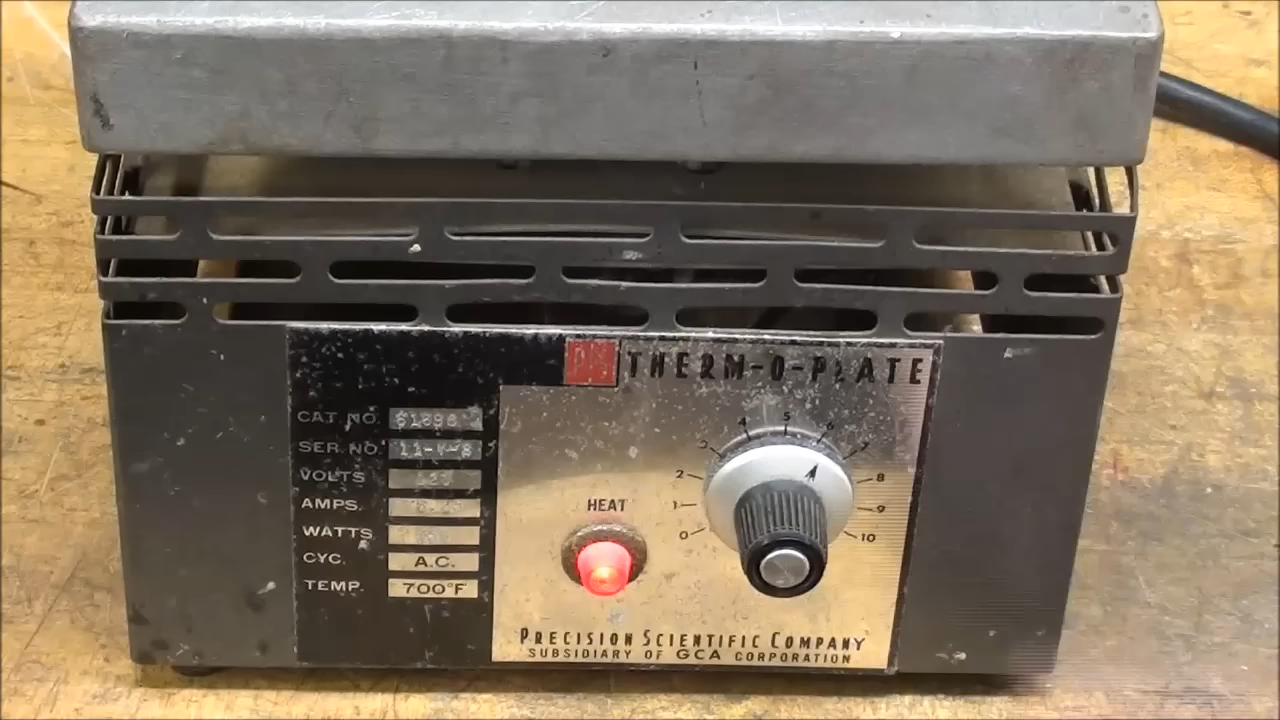 THERM-O-PLATE
CAT. NO.
SER. NO.
VOLTS
AMPS.
WATTS
CYC. A.C.
TEMP. 700°F
HEAT
0 1 2 3 4 5 6 7 8 9 10
PRECISION SCIENTIFIC COMPANY
SUBSIDIARY OF GCA CORPORATION